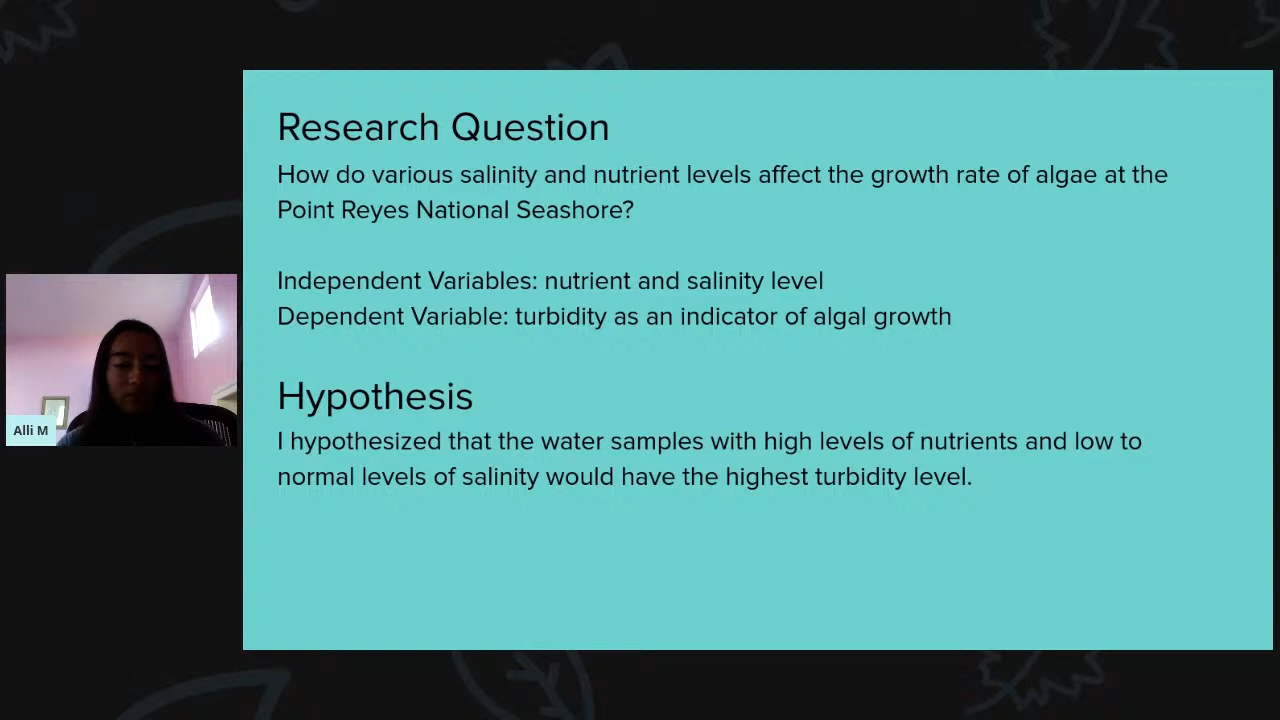 Research Question
How do various salinity and nutrient levels affect the growth rate of algae at the
Point Reyes National Seashore?
Independent Variables: nutrient and salinity level
Dependent Variable: turbidity as an indicator of algal growth
Hypothesis
I hypothesized that the water samples with high levels of nutrients and low to
normal levels of salinity would have the highest turbidity level.
Alli M